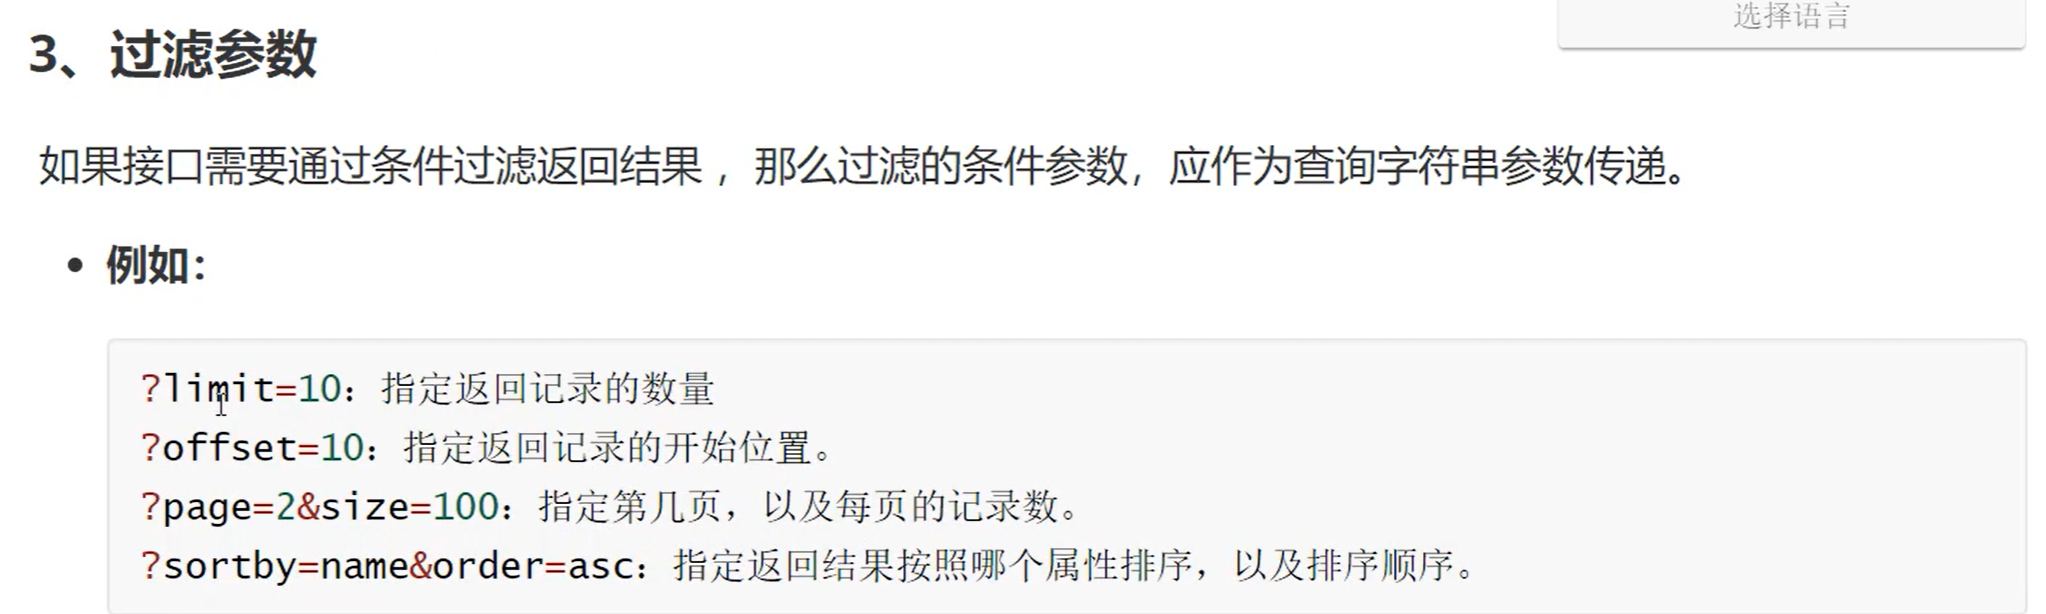 选择语言
3、过滤参数
如果接口需要通过条件过滤返回结果，那么过滤的条件参数，应作为查询字符串参数传递。
• 例如：
?limit=10：指定返回记录的数量
?offset=10：指定返回记录的开始位置。
?page=2&size=100：指定第几页，以及每页的记录数。
?sortby=name&order=asc：指定返回结果按照哪个属性排序，以及排序顺序。